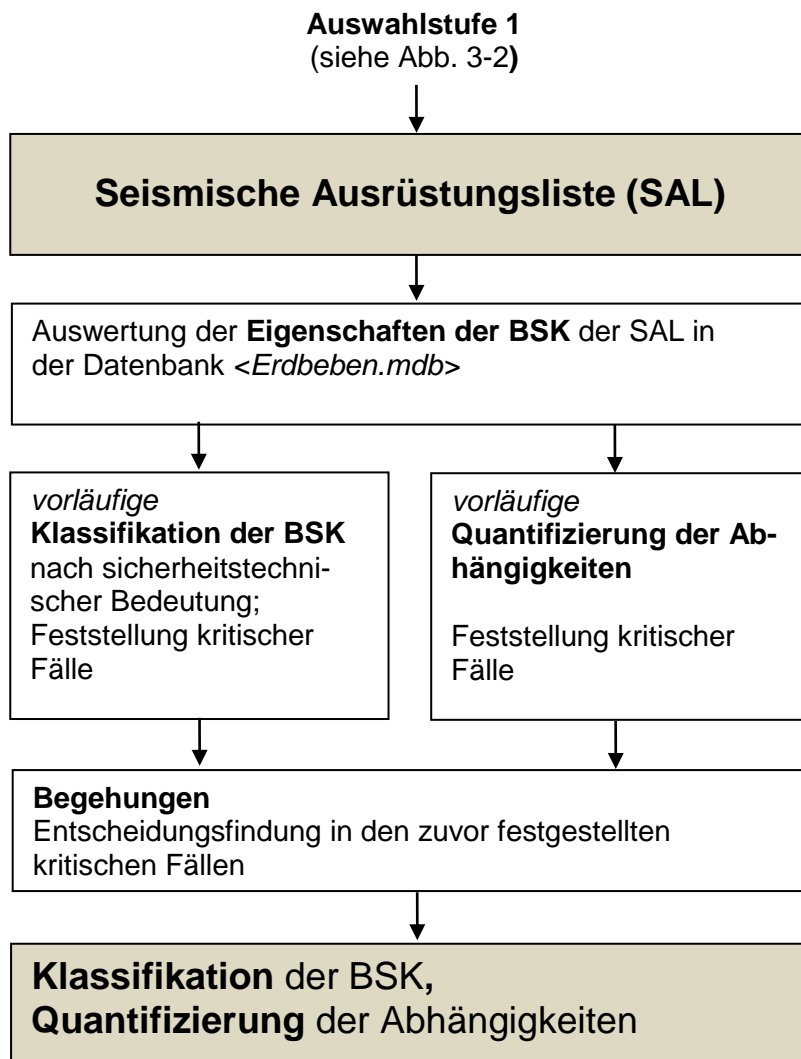 Auswahlstufe 1
(siehe Abb. 3-2)
Seismische Ausrüstungsliste (SAL)
Auswertung der Eigenschaften der BSK der SAL in
der Datenbank <Erdbeben.mdb>
vorläufige
Klassifikation der BSK
nach sicherheitstechni-
scher Bedeutung;
Feststellung kritischer
Fälle
vorläufige
Quantifizierung der Ab-
hängigkeiten
Feststellung kritischer
Fälle
Begehungen
Entscheidungsfindung in den zuvor festgestellten
kritischen Fällen
Klassifikation der BSK,
Quantifizierung der Abhängigkeiten